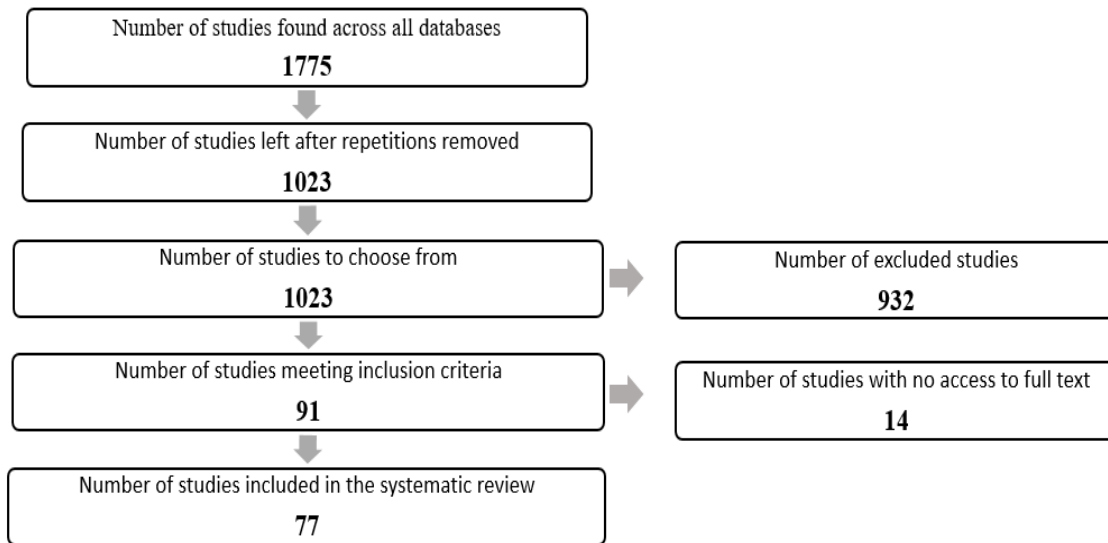 Number of studies found across all databases
1775
Number of studies left after repetitions removed
1023
Number of studies to choose from
1023
Number of excluded studies
932
Number of studies meeting inclusion criteria
91
Number of studies with no access to full text
14
Number of studies included in the systematic review
77